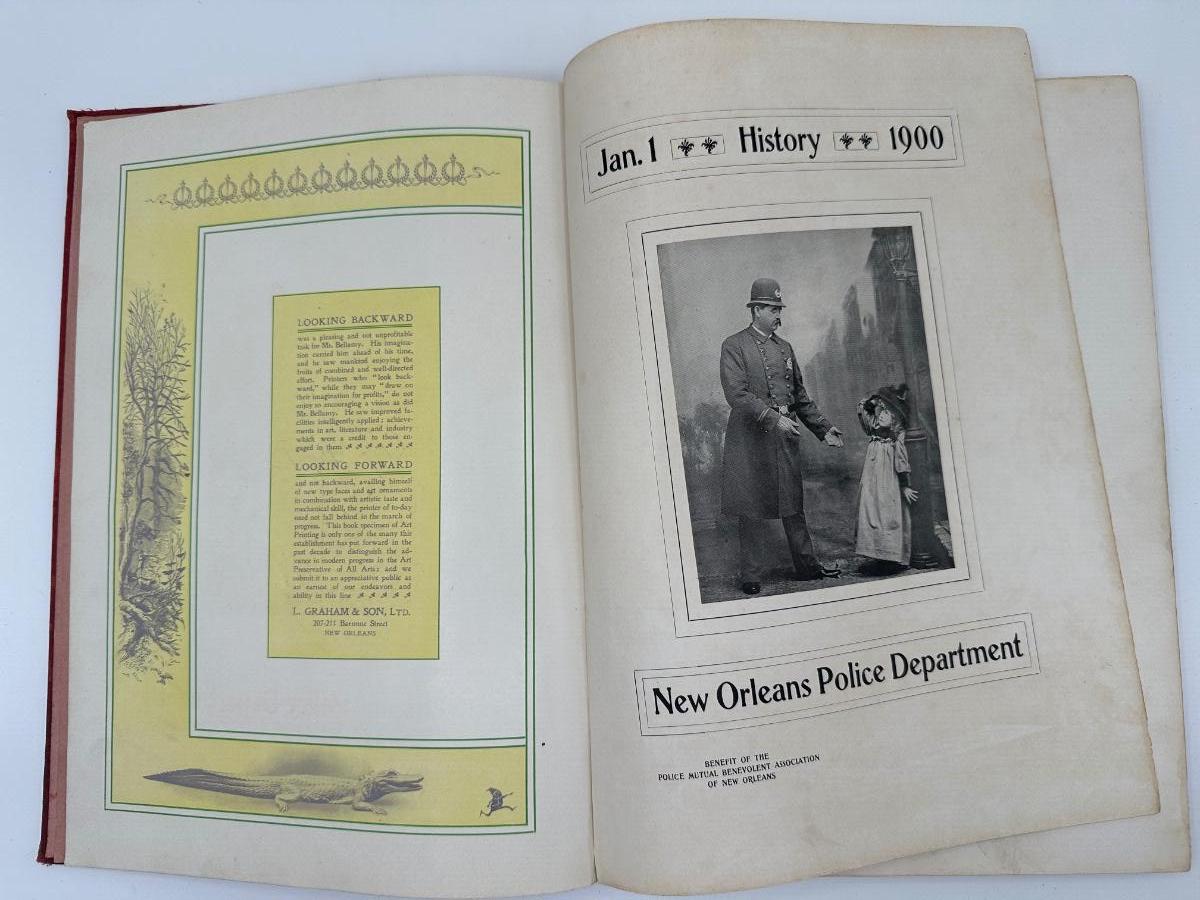 LOOKING BACKWARD
was a pleasing and not unprofitable
task for Mr. Bellamy. His imagina-
tion carried him ahead of his time,
and he saw mankind enjoying the
fruits of combined and well-directed
effort. Printers who "look back-
ward," while they may "draw on
their imagination for profits," do not
enjoy so encouraging a vision as did
Mr. Bellamy. He saw improved fa-
cilities intelligently applied: achieve-
ments in art, literature and industry
which were a credit to those en-
gaged in them
LOOKING FORWARD
and not backward, availing himself
of new type faces and art ornaments
in combination with artistic taste and
mechanical skill, the printer of to-day
need not fall behind in the march of
progress. This book specimen of Art
Printing is only one of the many this
establishment has put forward in the
past decade to distinguish the ad-
vance in modern progress in the Art
Preservative of All Arts: and we
submit it to an appreciative public as
an earnest of our endeavors and
ability in this line
L. GRAHAM & SON, LTD.
207-211 Baronne Street
NEW ORLEANS
Jan. 1 History 1900
New Orleans Police Department
BENEFIT OF THE
POLICE MUTUAL BENEVOLENT ASSOCIATION
OF NEW ORLEANS